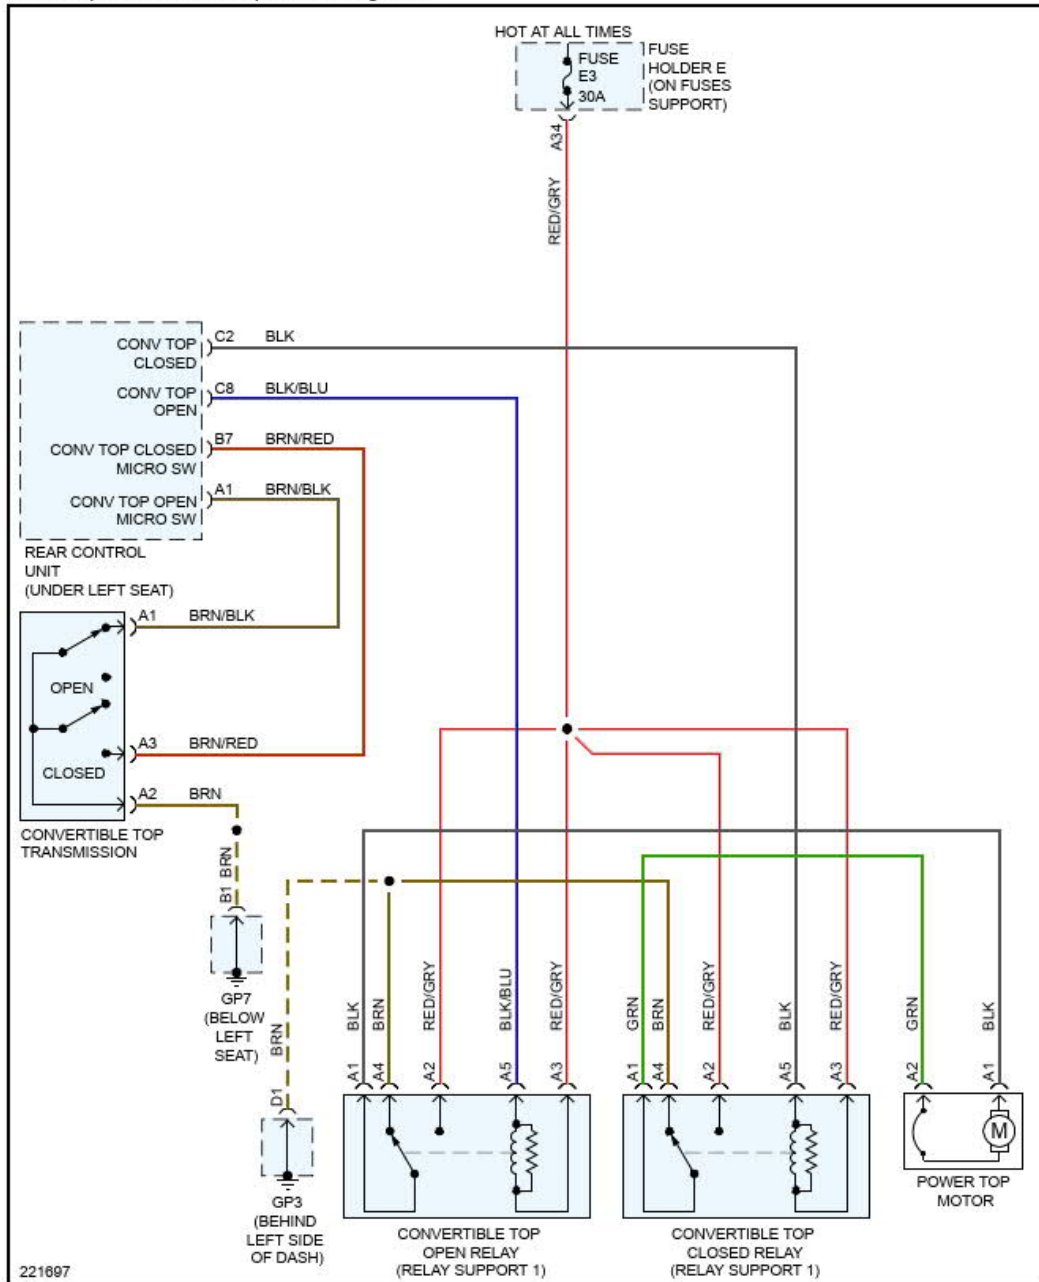 HOT AT ALL TIMES
FUSE
E3
30A
FUSE
HOLDER E
(ON FUSES
SUPPORT)
A34
RED/GRY
CONV TOP
CLOSED
C2 BLK
CONV TOP
OPEN
C8 BLK/BLU
CONV TOP CLOSED
MICRO SW
B7 BRN/RED
CONV TOP OPEN
MICRO SW
A1 BRN/BLK
REAR CONTROL
UNIT
(UNDER LEFT SEAT)
A1 BRN/BLK
OPEN
A3 BRN/RED
CLOSED
A2 BRN
CONVERTIBLE TOP
TRANSMISSION
BRN
B1
GP7
(BELOW
LEFT
SEAT)
BRN
D1
GP3
(BEHIND
LEFT SIDE
OF DASH)
BLK
BRN
RED/GRY
BLK/BLU
RED/GRY
GRN
BRN
RED/GRY
BLK
RED/GRY
GRN
BLK
A1
A4
A2
A5
A3
A1
A4
A2
A5
A3
A2
A1
M
CONVERTIBLE TOP
OPEN RELAY
(RELAY SUPPORT 1)
CONVERTIBLE TOP
CLOSED RELAY
(RELAY SUPPORT 1)
POWER TOP
MOTOR
221697